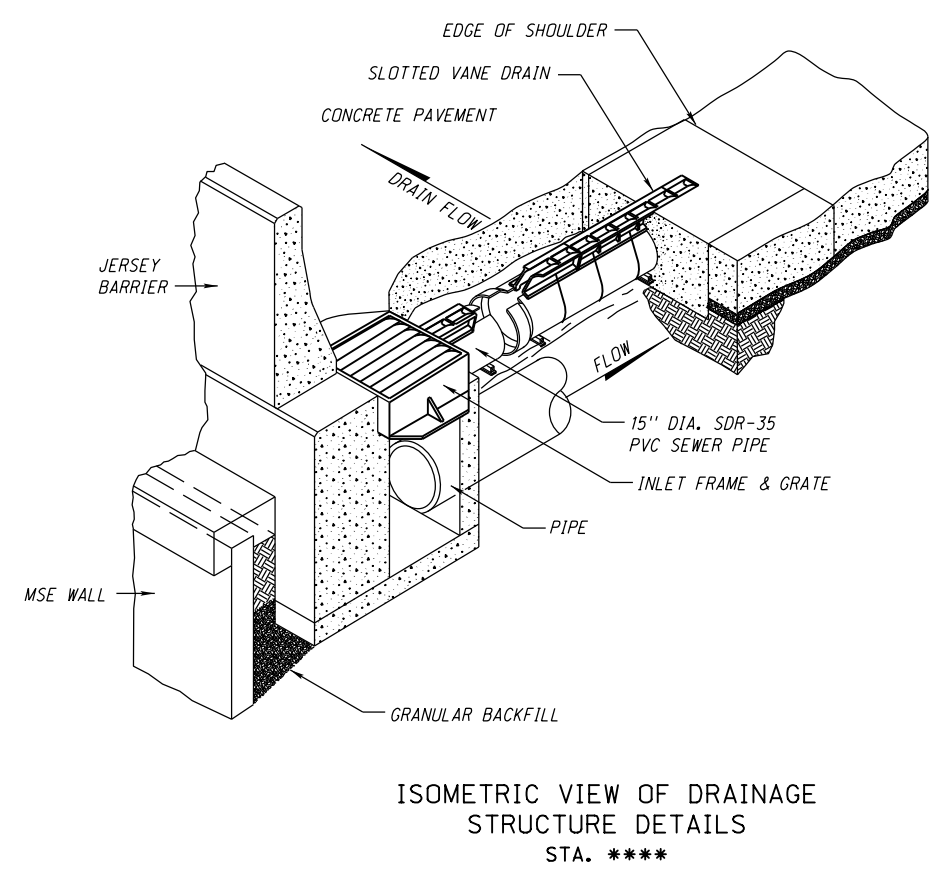 EDGE OF SHOULDER
SLOTTED VANE DRAIN
CONCRETE PAVEMENT
DRAIN FLOW
JERSEY
BARRIER
FLOW
15" DIA. SDR-35
PVC SEWER PIPE
INLET FRAME & GRATE
PIPE
MSE WALL
GRANULAR BACKFILL
ISOMETRIC VIEW OF DRAINAGE
STRUCTURE DETAILS
STA. ****